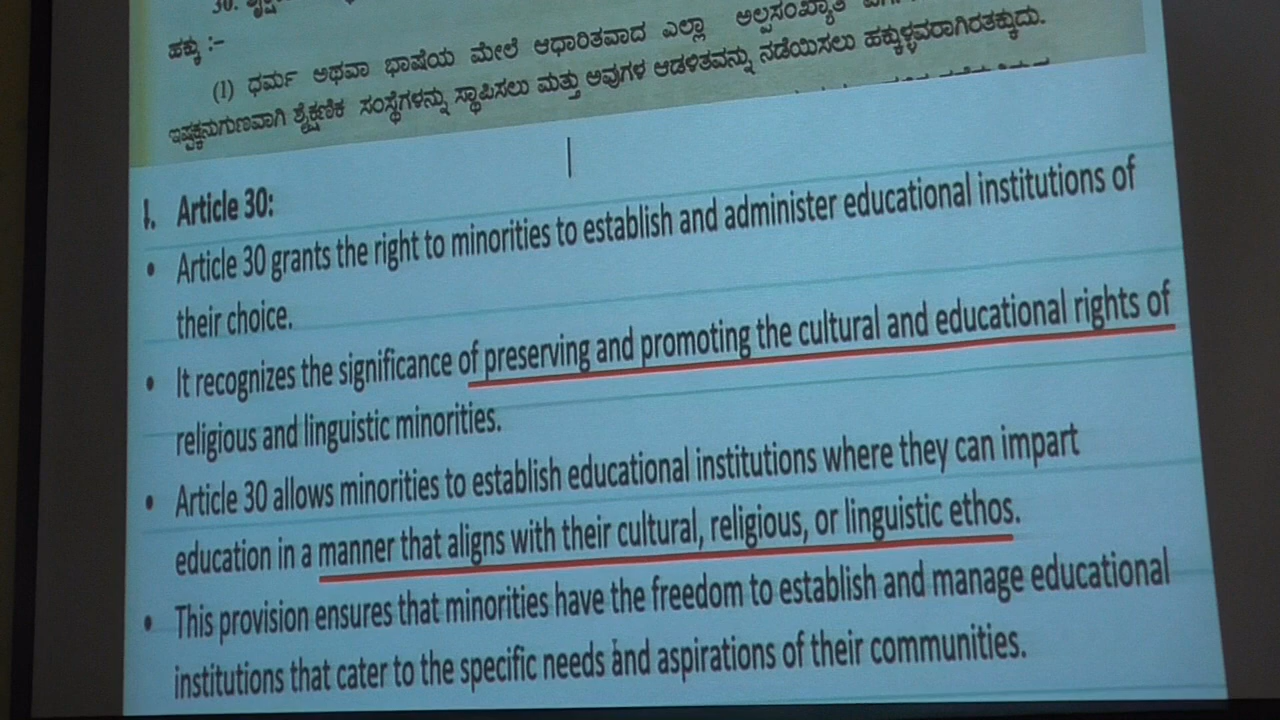 30.
ಹಕ್ಕು :–
(1) ಧರ್ಮ ಅಥವಾ ಭಾಷೆಯ ಮೇಲೆ ಆಧಾರಿತವಾದ ಎಲ್ಲಾ ಅಲ್ಪಸಂಖ್ಯಾತ
ಇಷ್ಟಕ್ಕನುಗುಣವಾಗಿ ಶೈಕ್ಷಣಿಕ ಸಂಸ್ಥೆಗಳನ್ನು ಸ್ಥಾಪಿಸಲು ಮತ್ತು ಅವುಗಳ ಆಡಳಿತವನ್ನು ನಡೆಯಿಸಲು ಹಕ್ಕುಳ್ಳವರಾಗಿರತಕ್ಕುದು.
I. Article 30:
• Article 30 grants the right to minorities to establish and administer educational institutions of
their choice.
• It recognizes the significance of preserving and promoting the cultural and educational rights of
religious and linguistic minorities.
• Article 30 allows minorities to establish educational institutions where they can impart
education in a manner that aligns with their cultural, religious, or linguistic ethos.
• This provision ensures that minorities have the freedom to establish and manage educational
institutions that cater to the specific needs and aspirations of their communities.